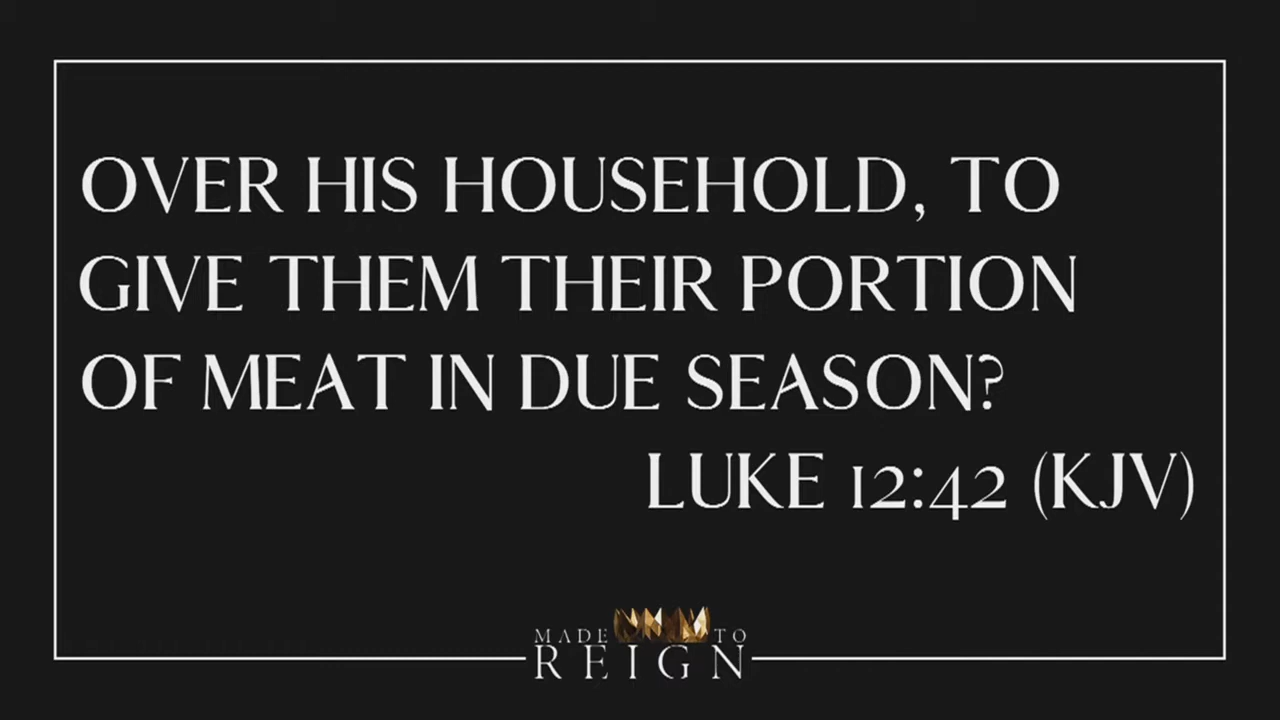 OVER HIS HOUSEHOLD, TO
GIVE THEM THEIR PORTION
OF MEAT IN DUE SEASON?
LUKE 12:42 (KJV)
MADE TO
REIGN